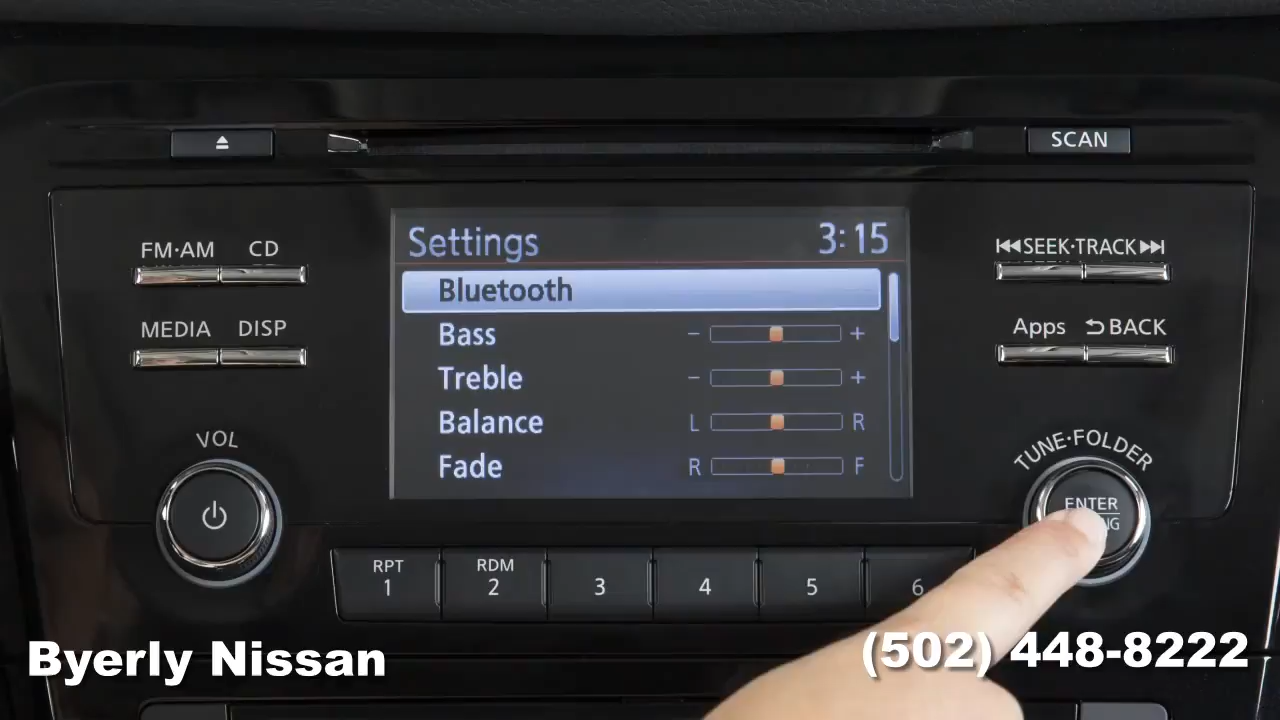 SCAN
FM·AM CD
Settings 3:15
SEEK·TRACK
Bluetooth
MEDIA DISP
Bass - +
Apps BACK
Treble - +
Balance L R
VOL
TUNE·FOLDER
Fade R F
ENTER
RPT RDM
1 2 3 4 5 6
Byerly Nissan (502) 448-8222